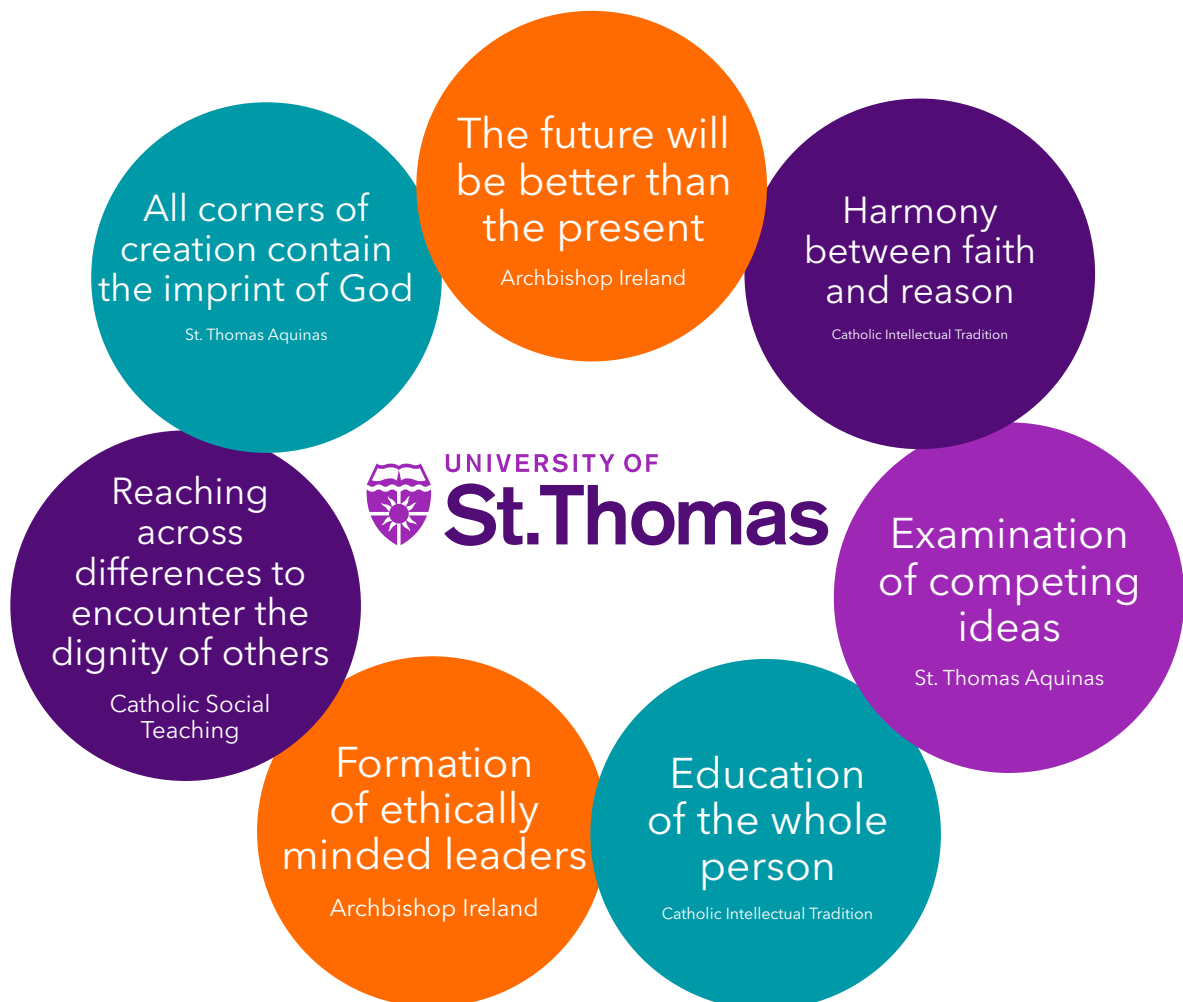 The future will
be better than
the present
Archbishop Ireland
Harmony
between faith
and reason
Catholic Intellectual Tradition
Examination
of competing
ideas
St. Thomas Aquinas
Education
of the whole
person
Catholic Intellectual Tradition
Formation
of ethically
minded leaders
Archbishop Ireland
Reaching
across
differences to
encounter the
dignity of others
Catholic Social
Teaching
All corners of
creation contain
the imprint of God
St. Thomas Aquinas
UNIVERSITY OF
St.Thomas